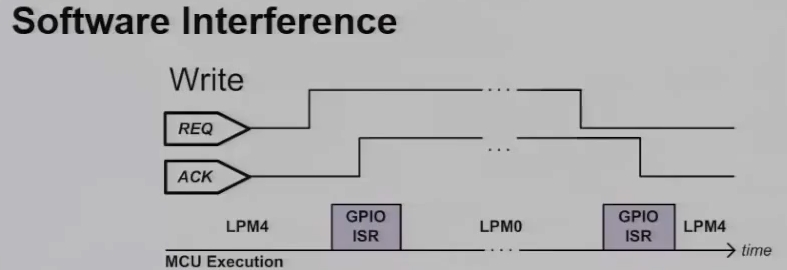 Software Interference
Write
REQ
...
ACK
...
LPM4
GPIO
ISR
LPM0
GPIO
ISR
LPM4
...
time
MCU Execution